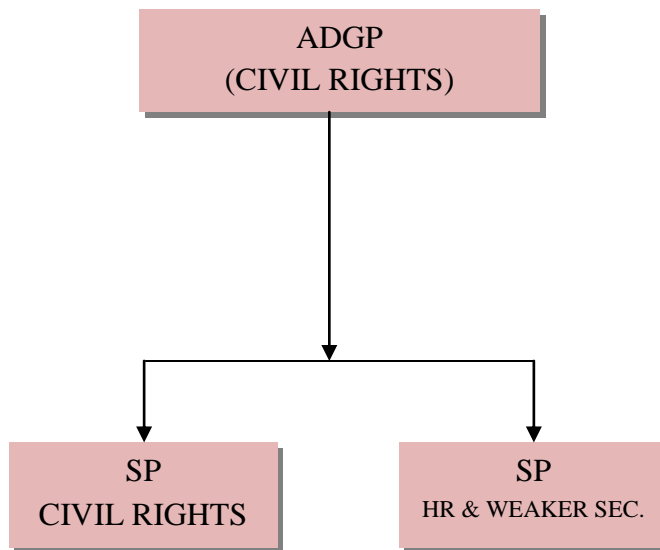 ADGP
(CIVIL RIGHTS)
SP
CIVIL RIGHTS
SP
HR & WEAKER SEC.